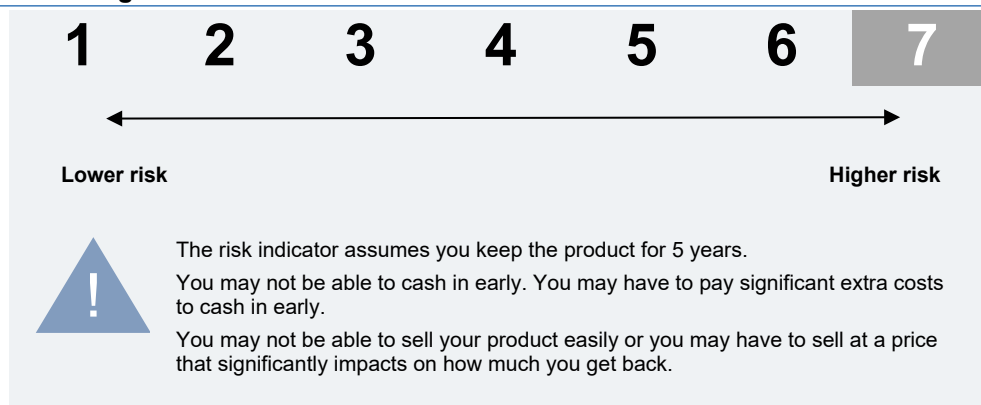 1 2 3 4 5 6 7
Lower risk Higher risk
!
The risk indicator assumes you keep the product for 5 years.
You may not be able to cash in early. You may have to pay significant extra costs
to cash in early.
You may not be able to sell your product easily or you may have to sell at a price
that significantly impacts on how much you get back.